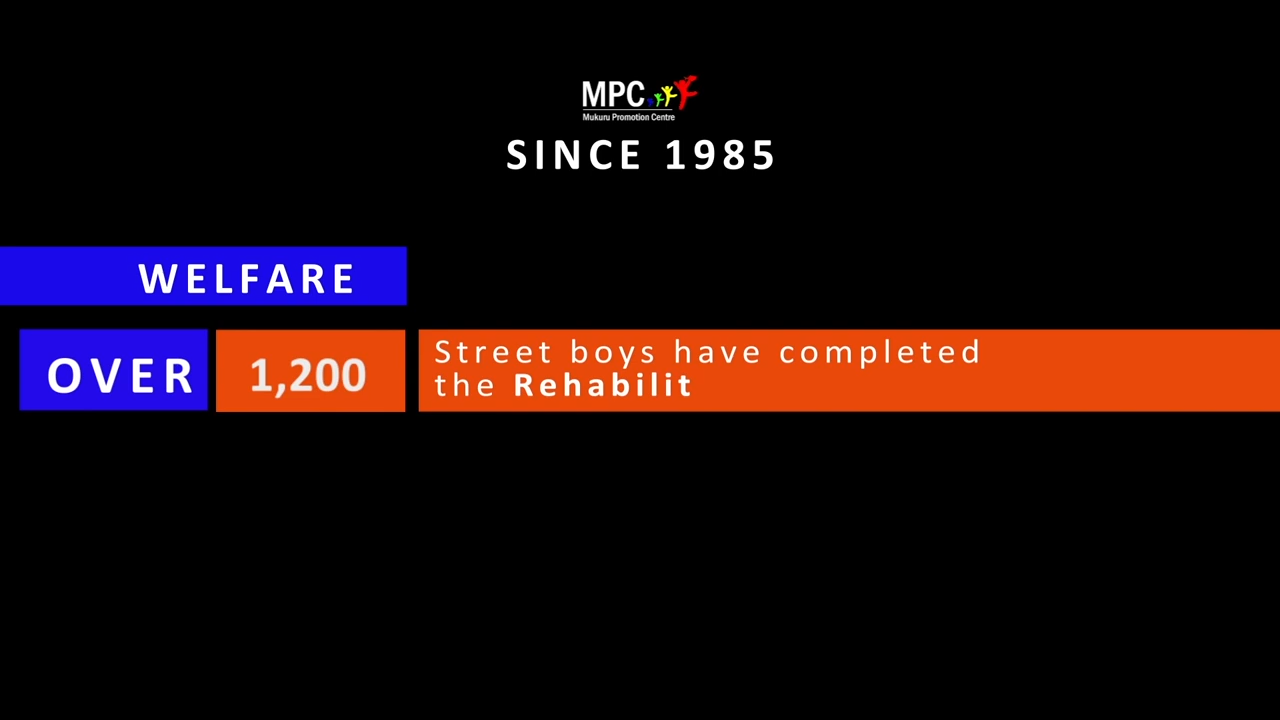 MPC
Mukuru Promotion Centre
SINCE 1985
WELFARE
OVER 1,200 Street boys have completed
the Rehabilit